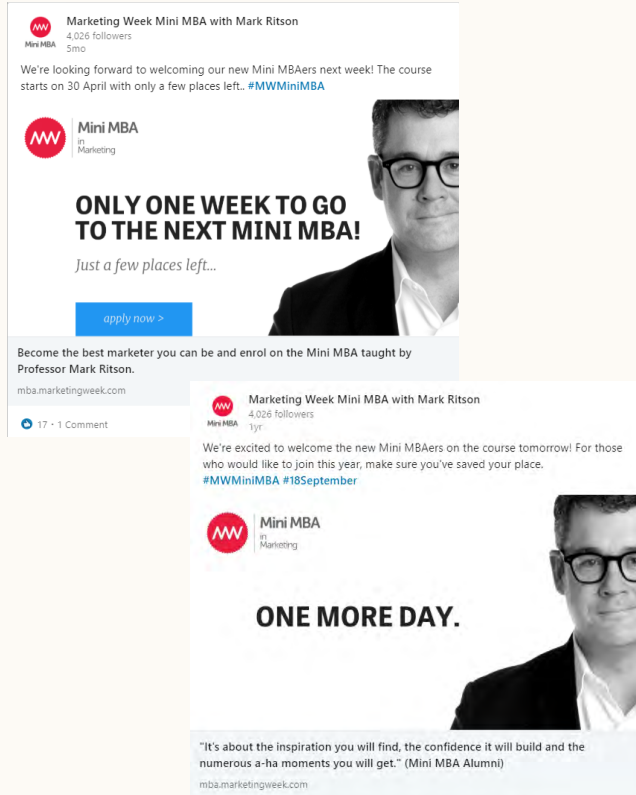 Marketing Week Mini MBA with Mark Ritson
4,026 followers
5mo
Mini MBA
We're looking forward to welcoming our new Mini MBAers next week! The course
starts on 30 April with only a few places left.. #MWMiniMBA
MW
Mini MBA
in
Marketing
ONLY ONE WEEK TO GO
TO THE NEXT MINI MBA!
Just a few places left...
apply now >
Become the best marketer you can be and enrol on the Mini MBA taught by
Professor Mark Ritson.
mba.marketingweek.com
17 · 1 Comment
Marketing Week Mini MBA with Mark Ritson
4,026 followers
1yr
Mini MBA
We're excited to welcome the new Mini MBAers on the course tomorrow! For those
who would like to join this year, make sure you've saved your place.
#MWMiniMBA #18September
MW
Mini MBA
in
Marketing
ONE MORE DAY.
"It's about the inspiration you will find, the confidence it will build and the
numerous a-ha moments you will get." (Mini MBA Alumni)
mba.marketingweek.com